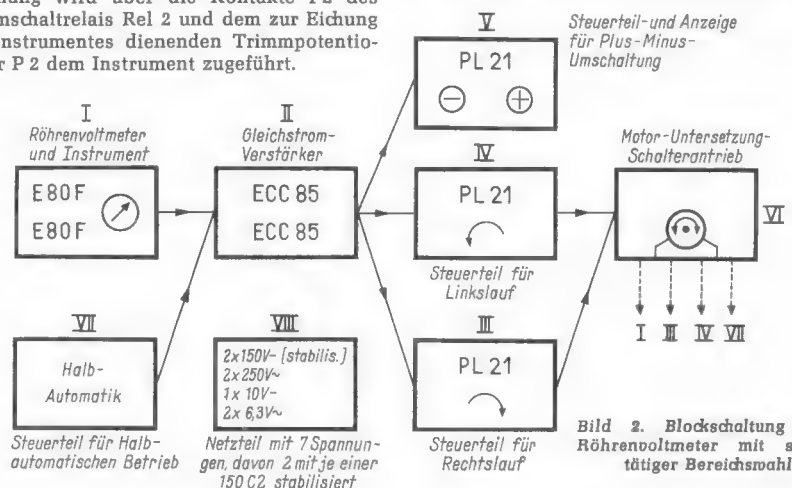 nung wird über die Kontakte P2 des
mschaltrelais Rel 2 und dem zur Eichung
Instrumentes dienenden Trimmpotentio-
r P 2 dem Instrument zugeführt.
I
Röhrenvoltmeter
und Instrument
E80F
E80F
II
Gleichstrom-
Verstärker
ECC 85
ECC 85
V
PL 21
Steuerteil-und Anzeige
für Plus-Minus-
Umschaltung
IV
PL 21
Steuerteil für
Linkslauf
III
PL 21
Steuerteil für
Rechtslauf
Motor-Untersetzung-
Schalterantrieb
VI
I III IV VII
VII
Halb-
Automatik
Steuerteil für Halb-
automatischen Betrieb
VIII
2x150V- (stabilis.)
2x250V~
1x 10V-
2x 6,3V~
Netzteil mit 7 Spannun-
gen, davon 2 mit je einer
150 C2 stabilisiert
Bild 2. Blockschaltung
Röhrenvoltmeter mit s
tätiger Bereichswahl